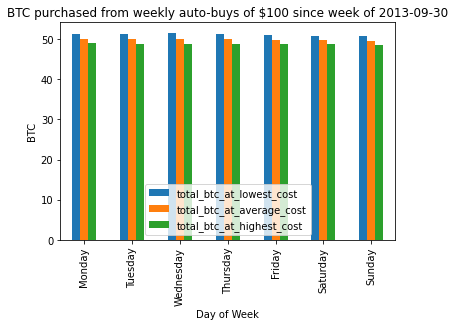 BTC purchased from weekly auto-buys of $100 since week of 2013-09-30
BTC
50
40
30
20
10
0
total_btc_at_lowest_cost
total_btc_at_average_cost
total_btc_at_highest_cost
Monday
Tuesday
Wednesday
Thursday
Friday
Saturday
Sunday
Day of Week